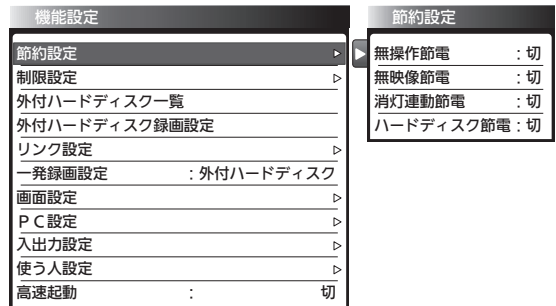 機能設定
節約設定
制限設定
外付ハードディスク一覧
外付ハードディスク録画設定
リンク設定
一発録画設定 : 外付ハードディスク
画面設定
ＰＣ設定
入出力設定
使う人設定
高速起動 : 切
節約設定
無操作節電 : 切
無映像節電 : 切
消灯連動節電 : 切
ハードディスク節電 : 切